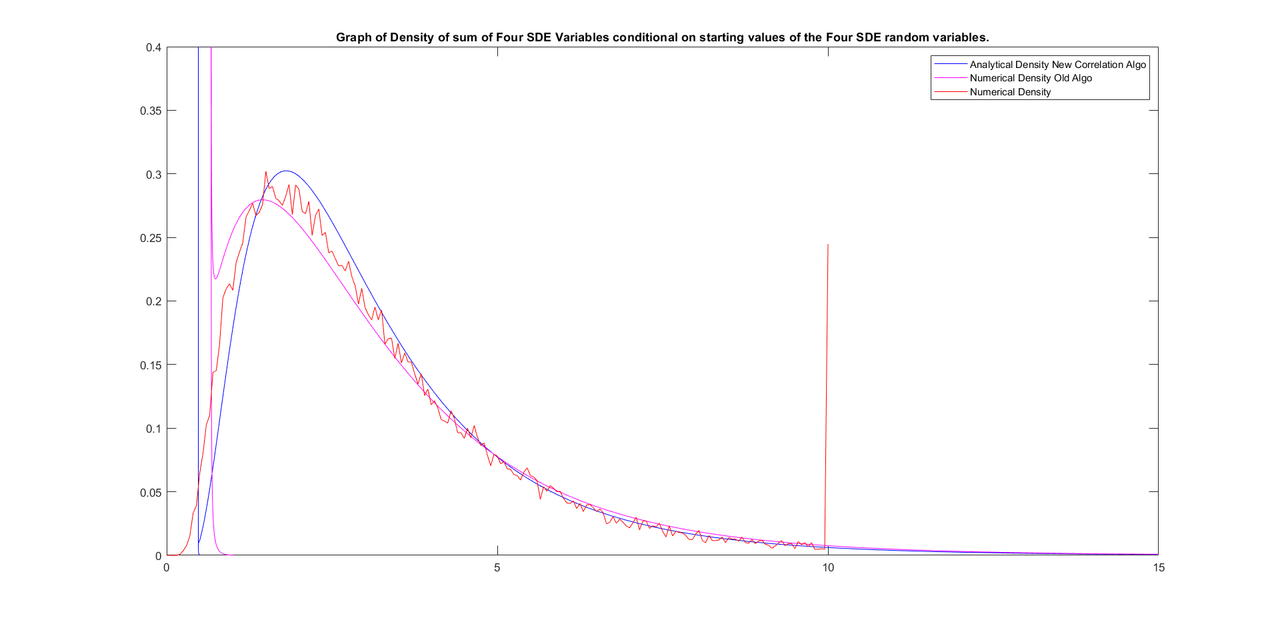 Graph of Density of sum of Four SDE Variables conditional on starting values of the Four SDE random variables.
Analytical Density New Correlation Algo
Numerical Density Old Algo
Numerical Density
0.4
0.35
0.3
0.25
0.2
0.15
0.1
0.05
0
0 5 10 15